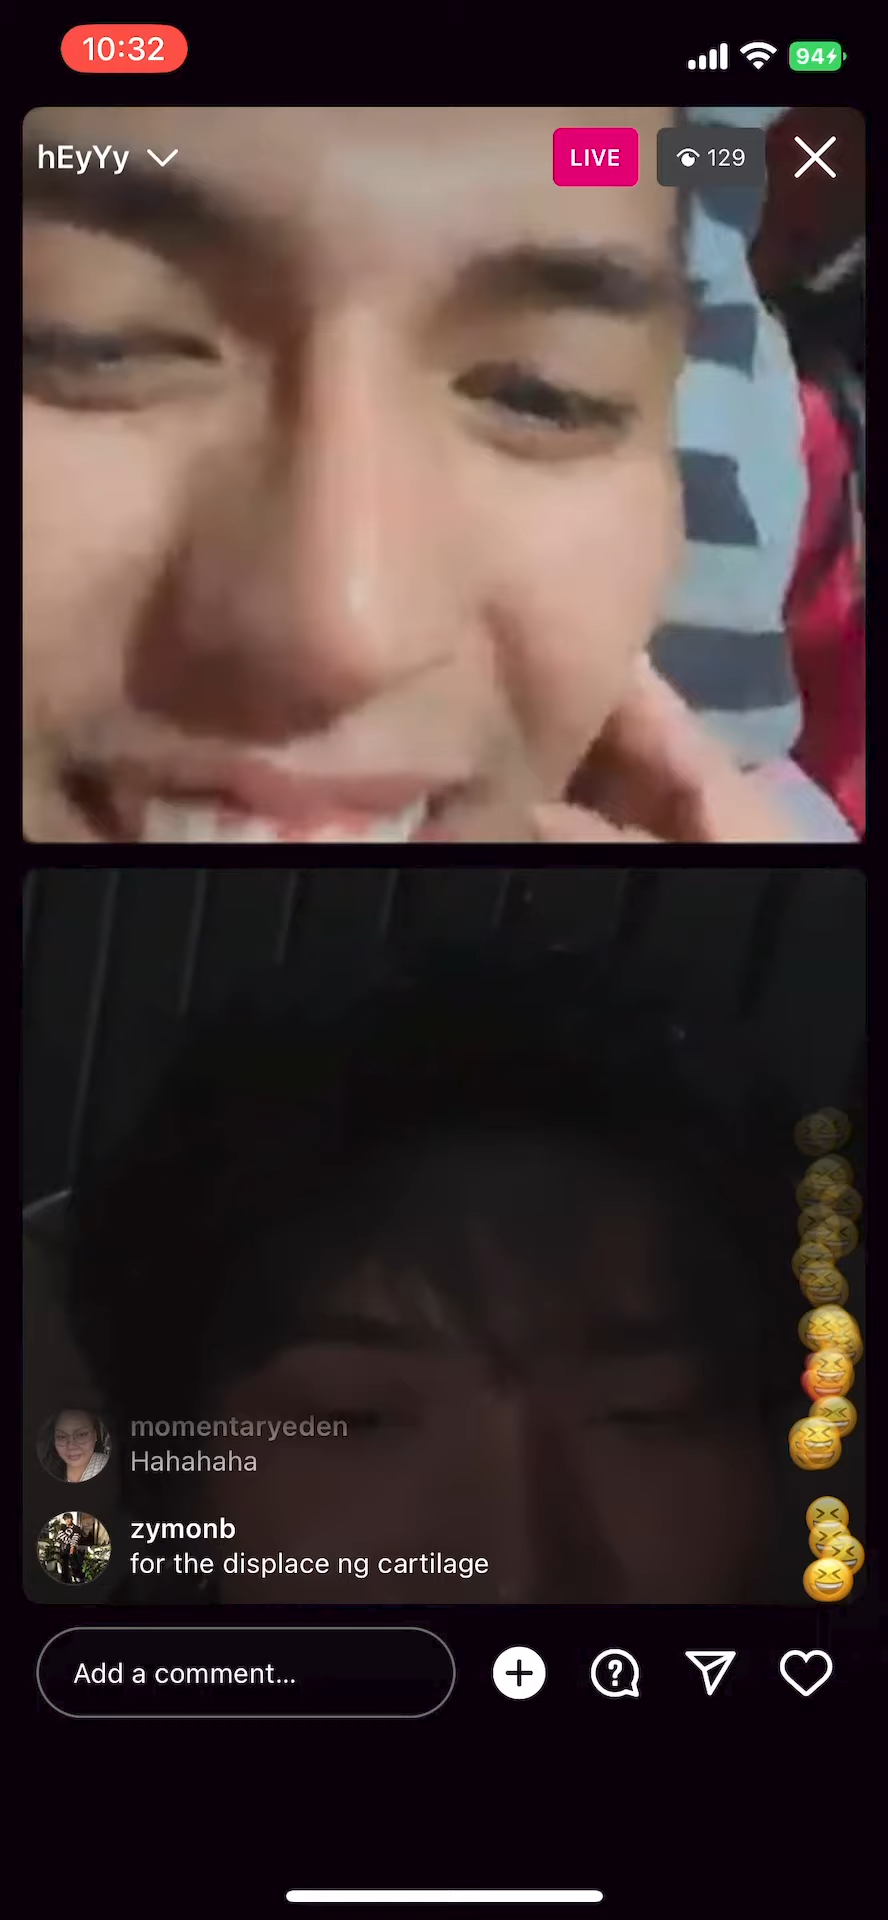 10:32
94
hEyYy
LIVE
129
momentaryeden
Hahahaha
zymonb
for the displace ng cartilage
Add a comment...